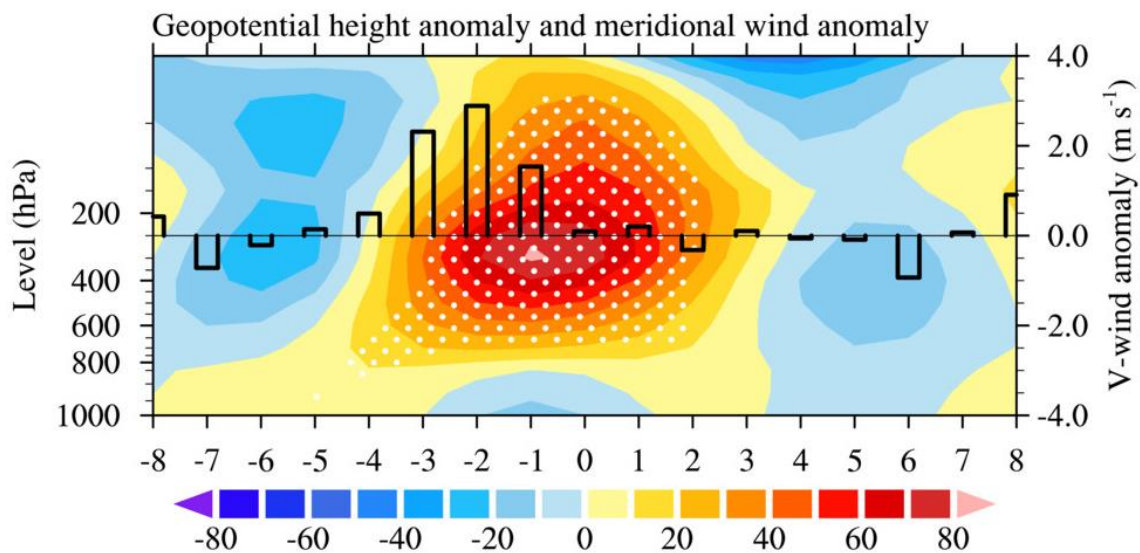 Geopotential height anomaly and meridional wind anomaly
Level (hPa)
200
400
600
800
1000
4.0
2.0
0.0
-2.0
-4.0
V-wind anomaly (m s⁻¹)
-8 -7 -6 -5 -4 -3 -2 -1 0 1 2 3 4 5 6 7 8
-80 -60 -40 -20 0 20 40 60 80